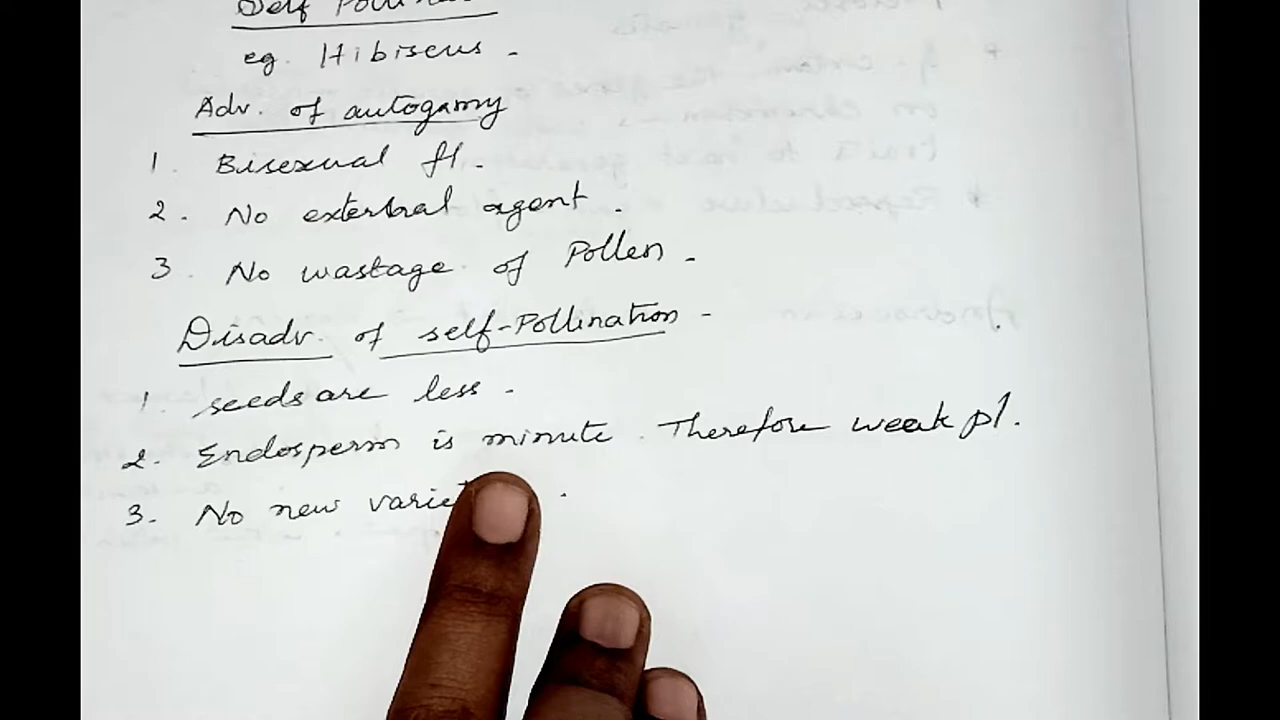 Self
eg. Hibiscus -
Adv. of autogamy
1. Bisexual fl.
2. No external agent.
3. No wastage of Pollen -
Disadv. of self-Pollination -
1. seeds are less -
2. Endosperm is minute. Therefore weak pl.
3. No new